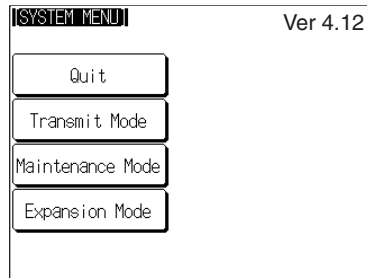 SYSTEM MENU
Ver 4.12
Quit
Transmit Mode
Maintenance Mode
Expansion Mode